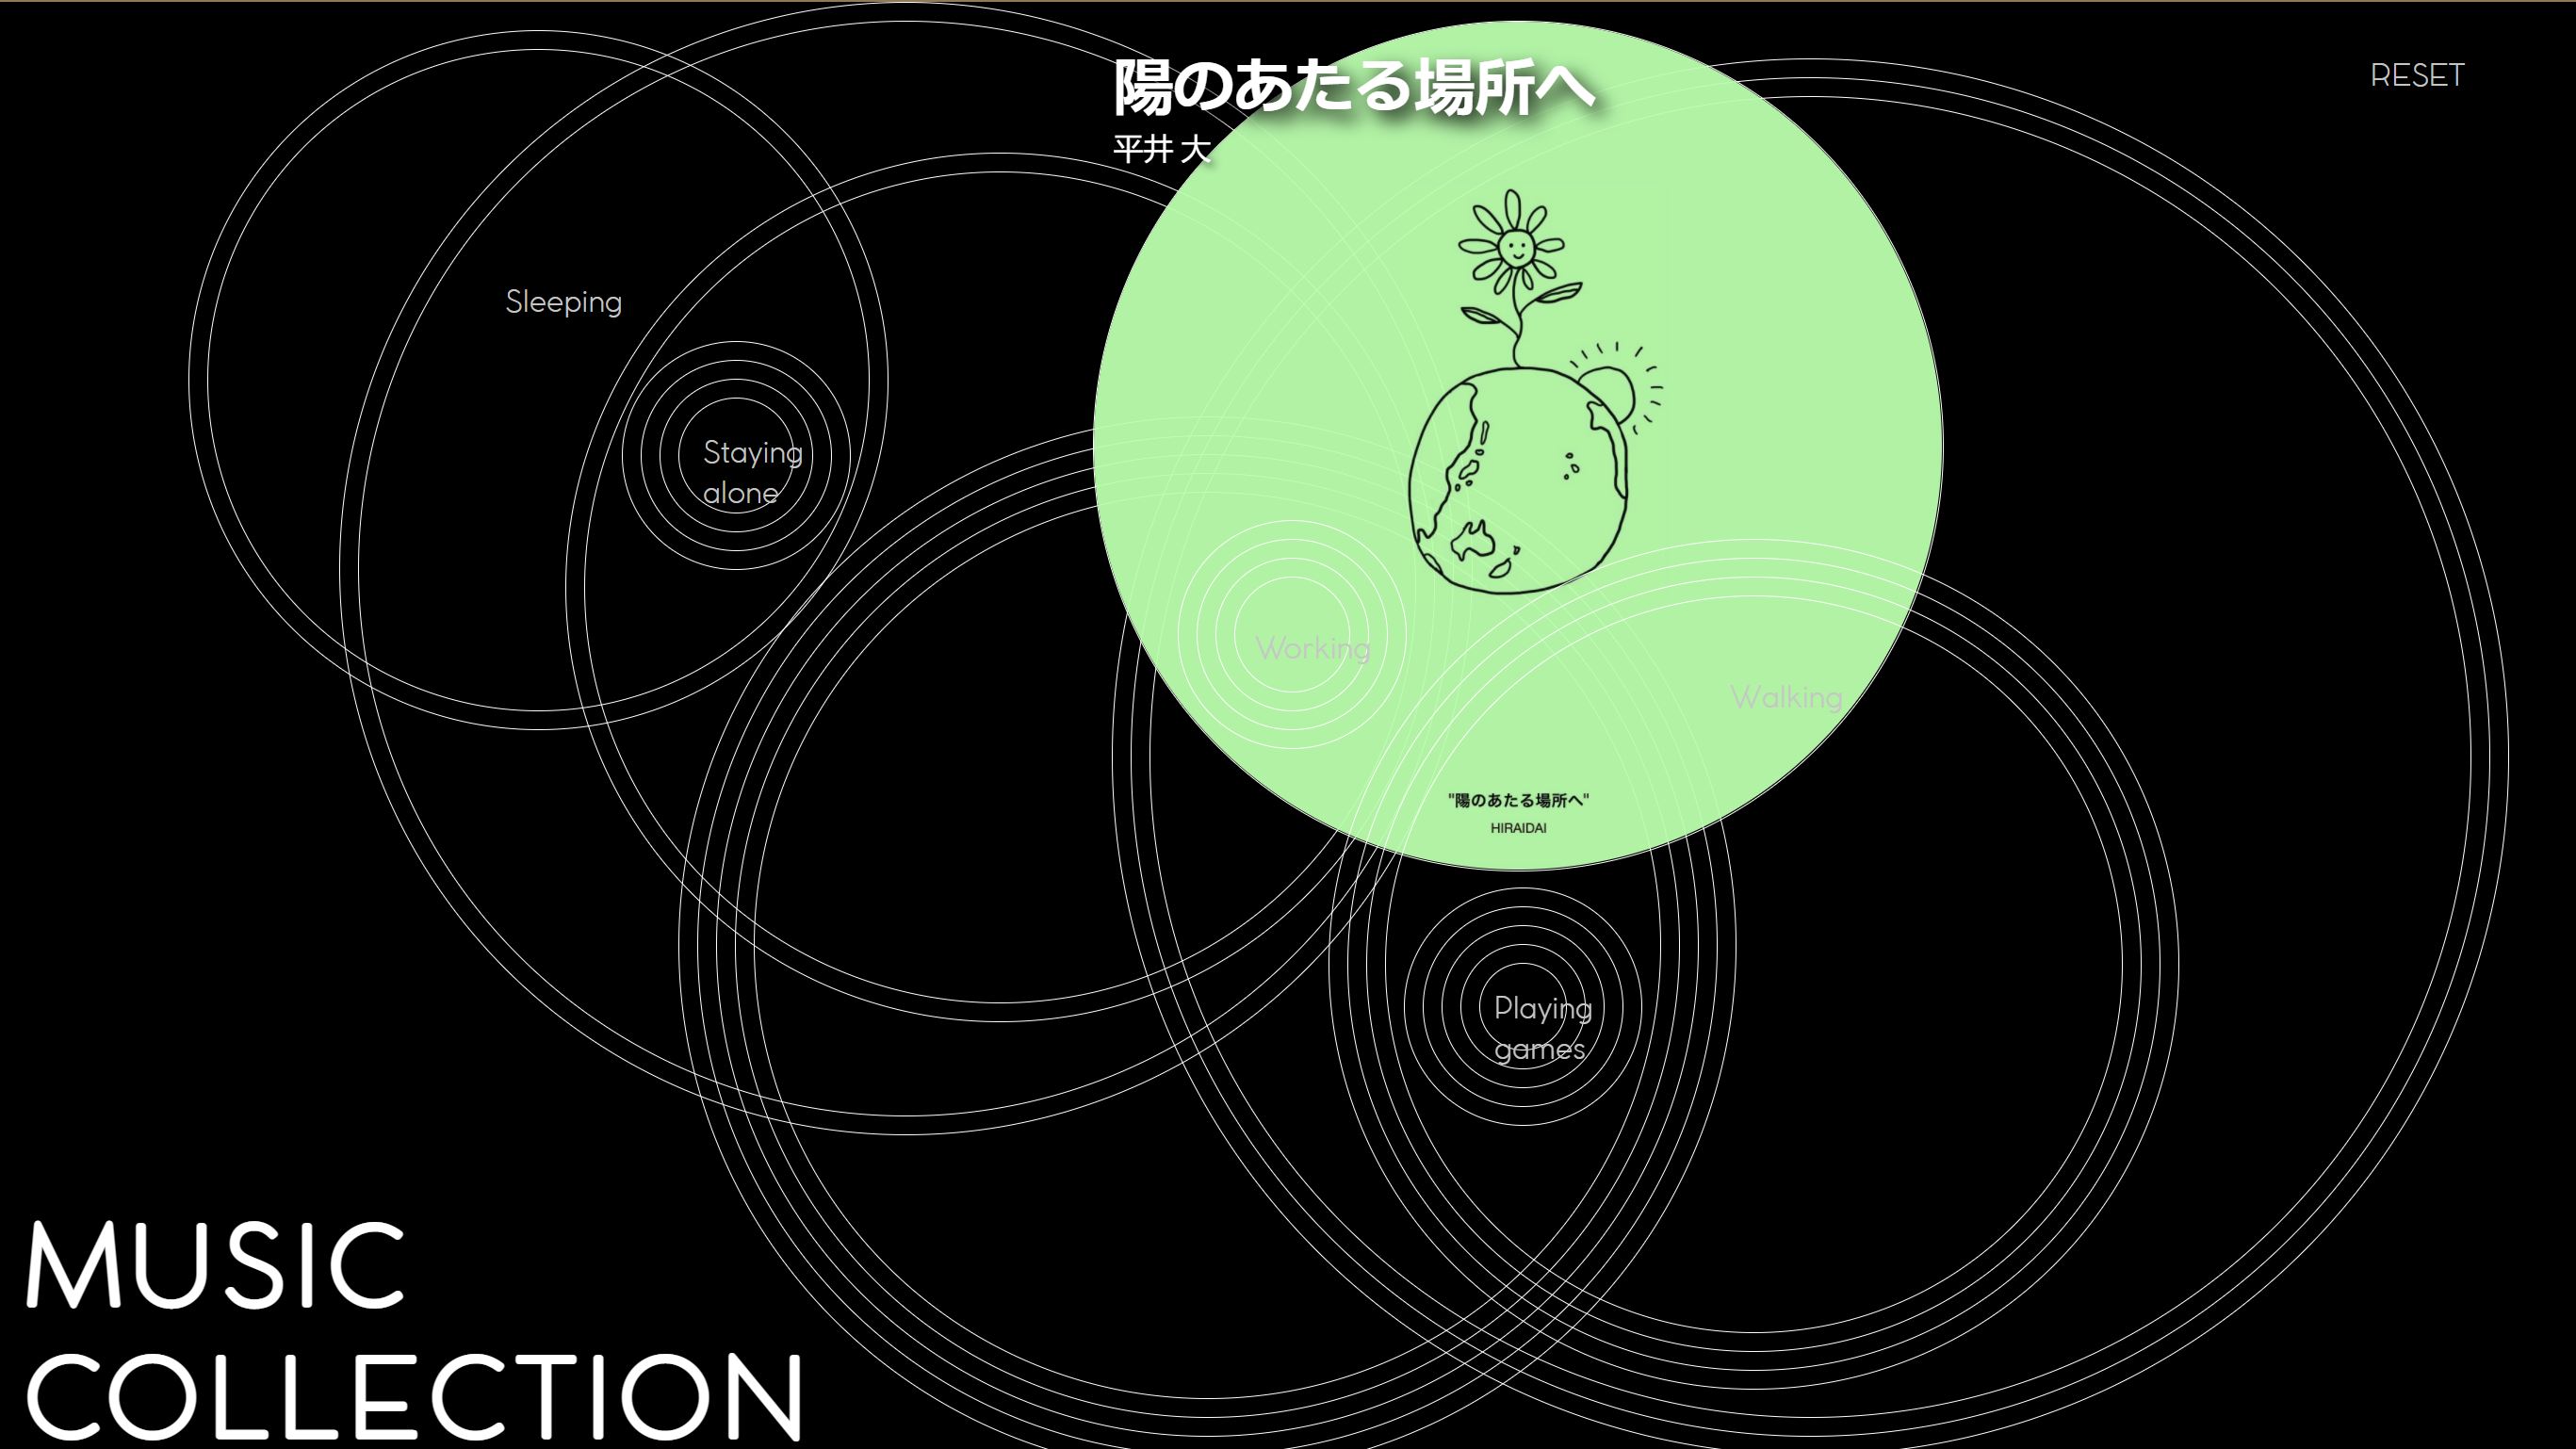 陽のあたる場所へ
平井 大
RESET
Sleeping
Staying
alone
Working
Walking
"陽のあたる場所へ"
HIRAIDAI
Playing
games
MUSIC
COLLECTION